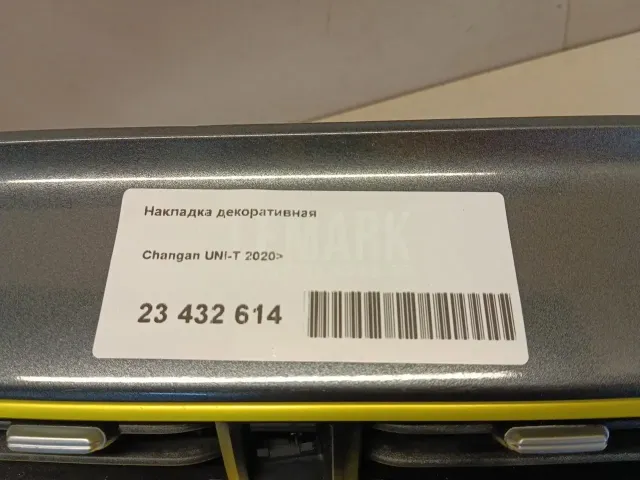 Накладка декоративная
Changan UNI-T 2020>
23 432 614